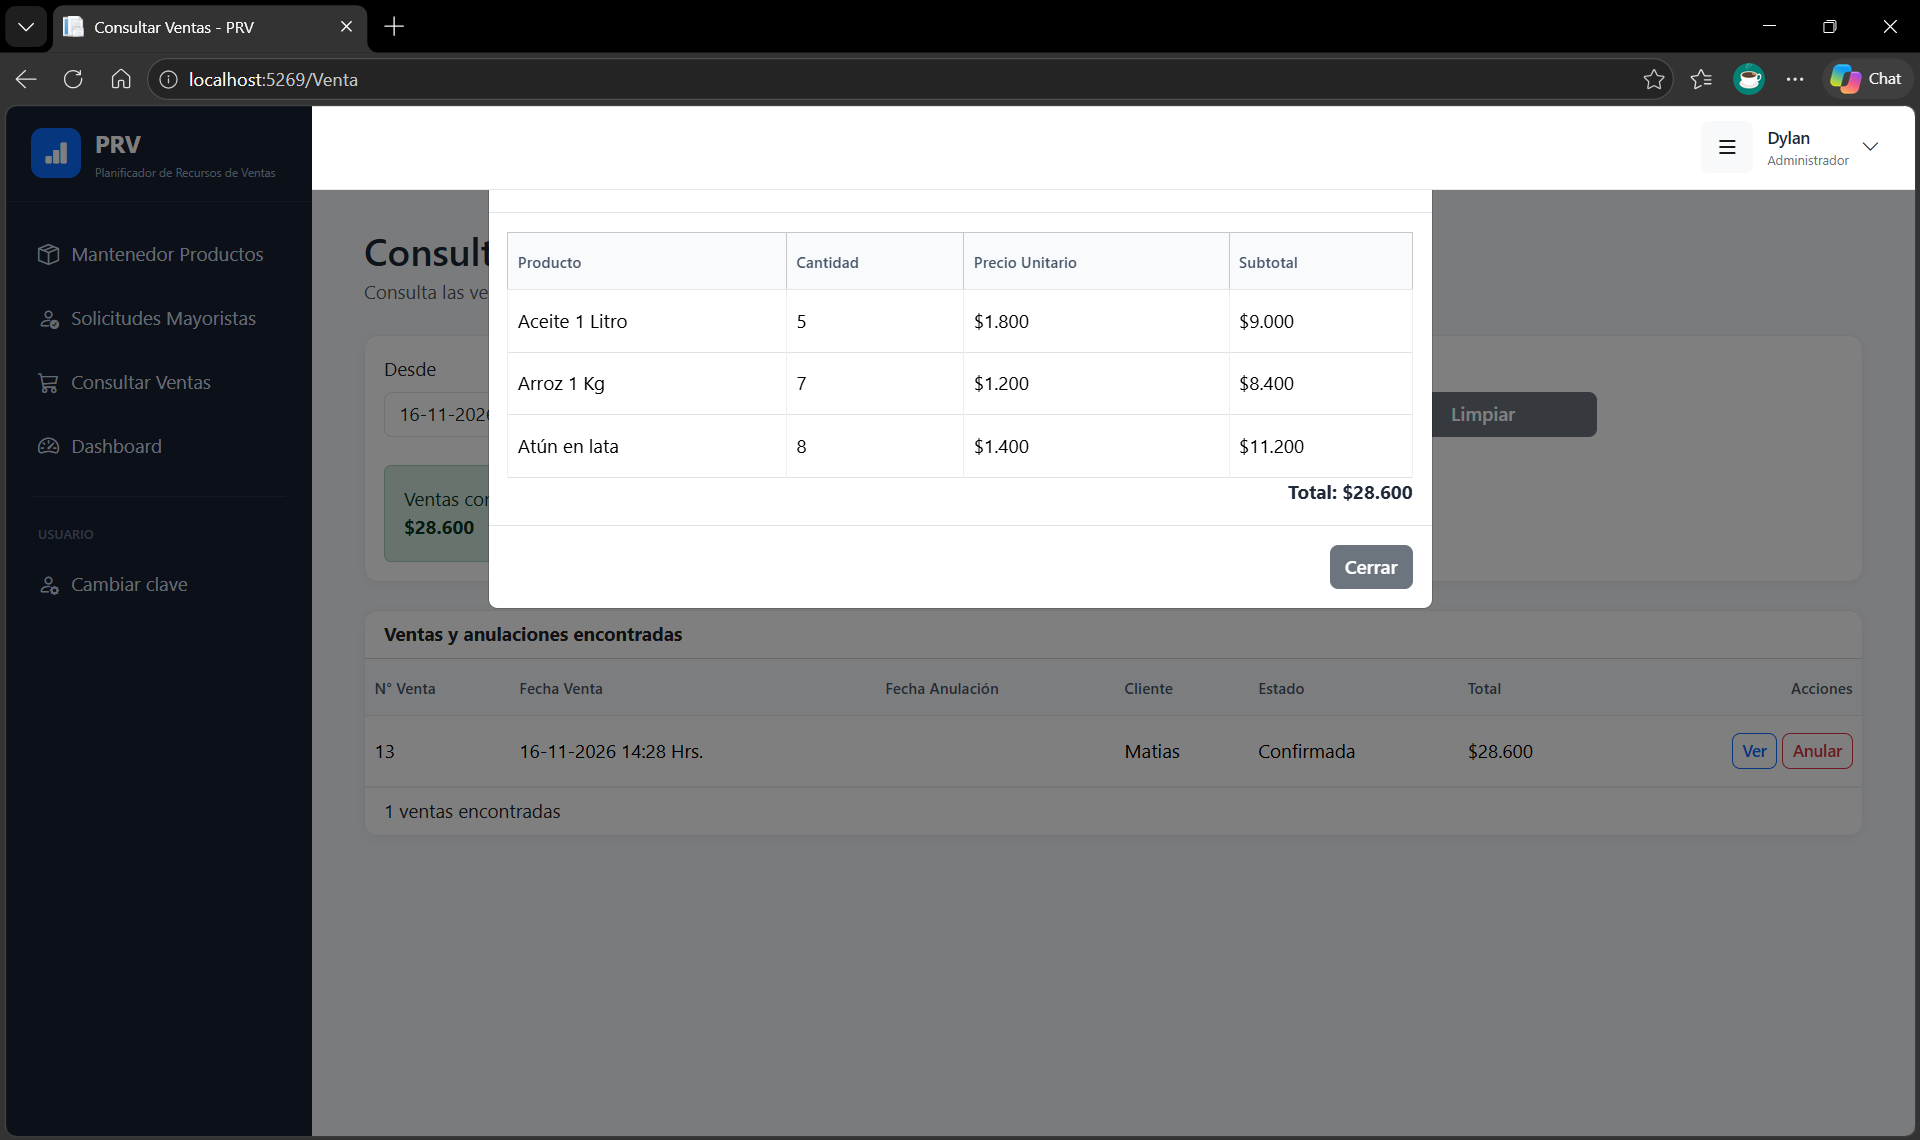 Consultar Ventas - PRV
localhost:5269/Venta
Chat
PRV
Planificador de Recursos de Ventas
Dylan
Administrador
Mantenedor Productos
Solicitudes Mayoristas
Consultar Ventas
Dashboard
USUARIO
Cambiar clave
Consult
Consulta las ve
Desde
16-11-2026
Limpiar
Ventas con
$28.600
Producto Cantidad Precio Unitario Subtotal
Aceite 1 Litro 5 $1.800 $9.000
Arroz 1 Kg 7 $1.200 $8.400
Atún en lata 8 $1.400 $11.200
Total: $28.600
Cerrar
Ventas y anulaciones encontradas
N° Venta Fecha Venta Fecha Anulación Cliente Estado Total Acciones
13 16-11-2026 14:28 Hrs. Matias Confirmada $28.600 Ver Anular
1 ventas encontradas